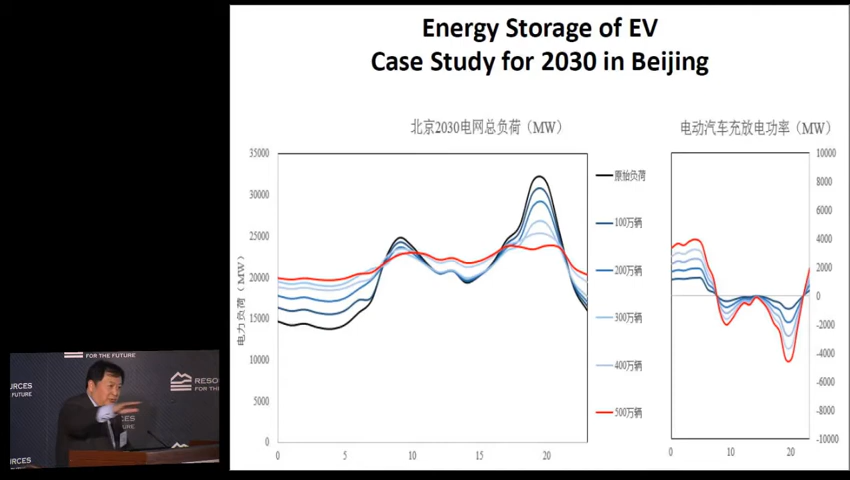 Energy Storage of EV
Case Study for 2030 in Beijing
北京2030电网总负荷（MW）
电动汽车充放电功率（MW）
35000
30000
25000
20000
15000
10000
5000
0
电力负荷（MW）
0
5
10
15
20
原始负荷
100万辆
200万辆
300万辆
400万辆
500万辆
10000
8000
6000
4000
2000
0
-2000
-4000
-6000
-8000
-10000
0
10
20
FOR THE FUTURE
OURCES
FUTURE
RESO
FOR THE
URCES
FUTURE